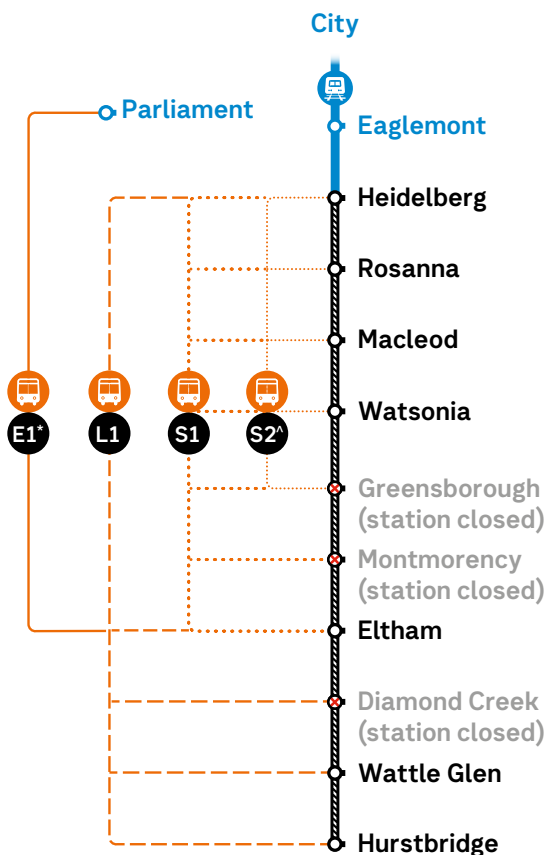 City
Parliament
Eaglemont
Heidelberg
Rosanna
Macleod
Watsonia
E1*
L1
S1
S2^
Greensborough
(station closed)
Montmorency
(station closed)
Eltham
Diamond Creek
(station closed)
Wattle Glen
Hurstbridge